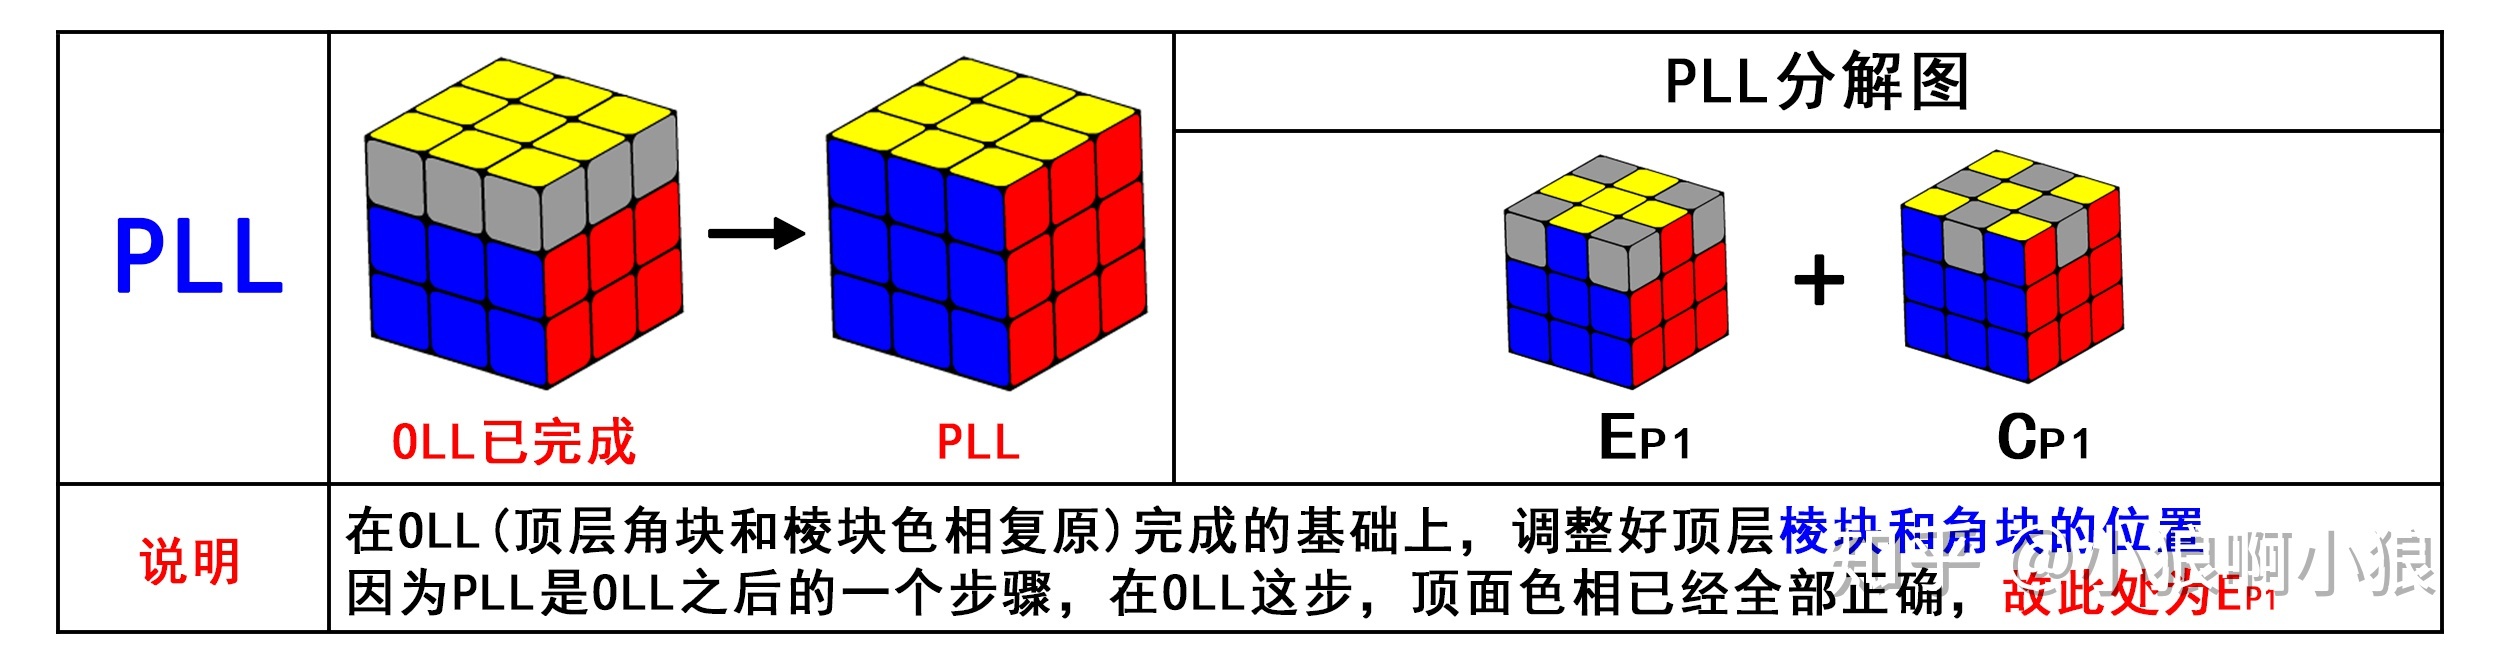 PLL
OLL已完成
PLL
PLL分解图
EP1
CP1
说明
在OLL(顶层角块和棱块色相复原)完成的基础上，调整好顶层棱块和角块的位置
因为PLL是OLL之后的一个步骤，在OLL这步，顶面色相已经全部正确，故此处为EP1
知乎 @小狼啊小狼